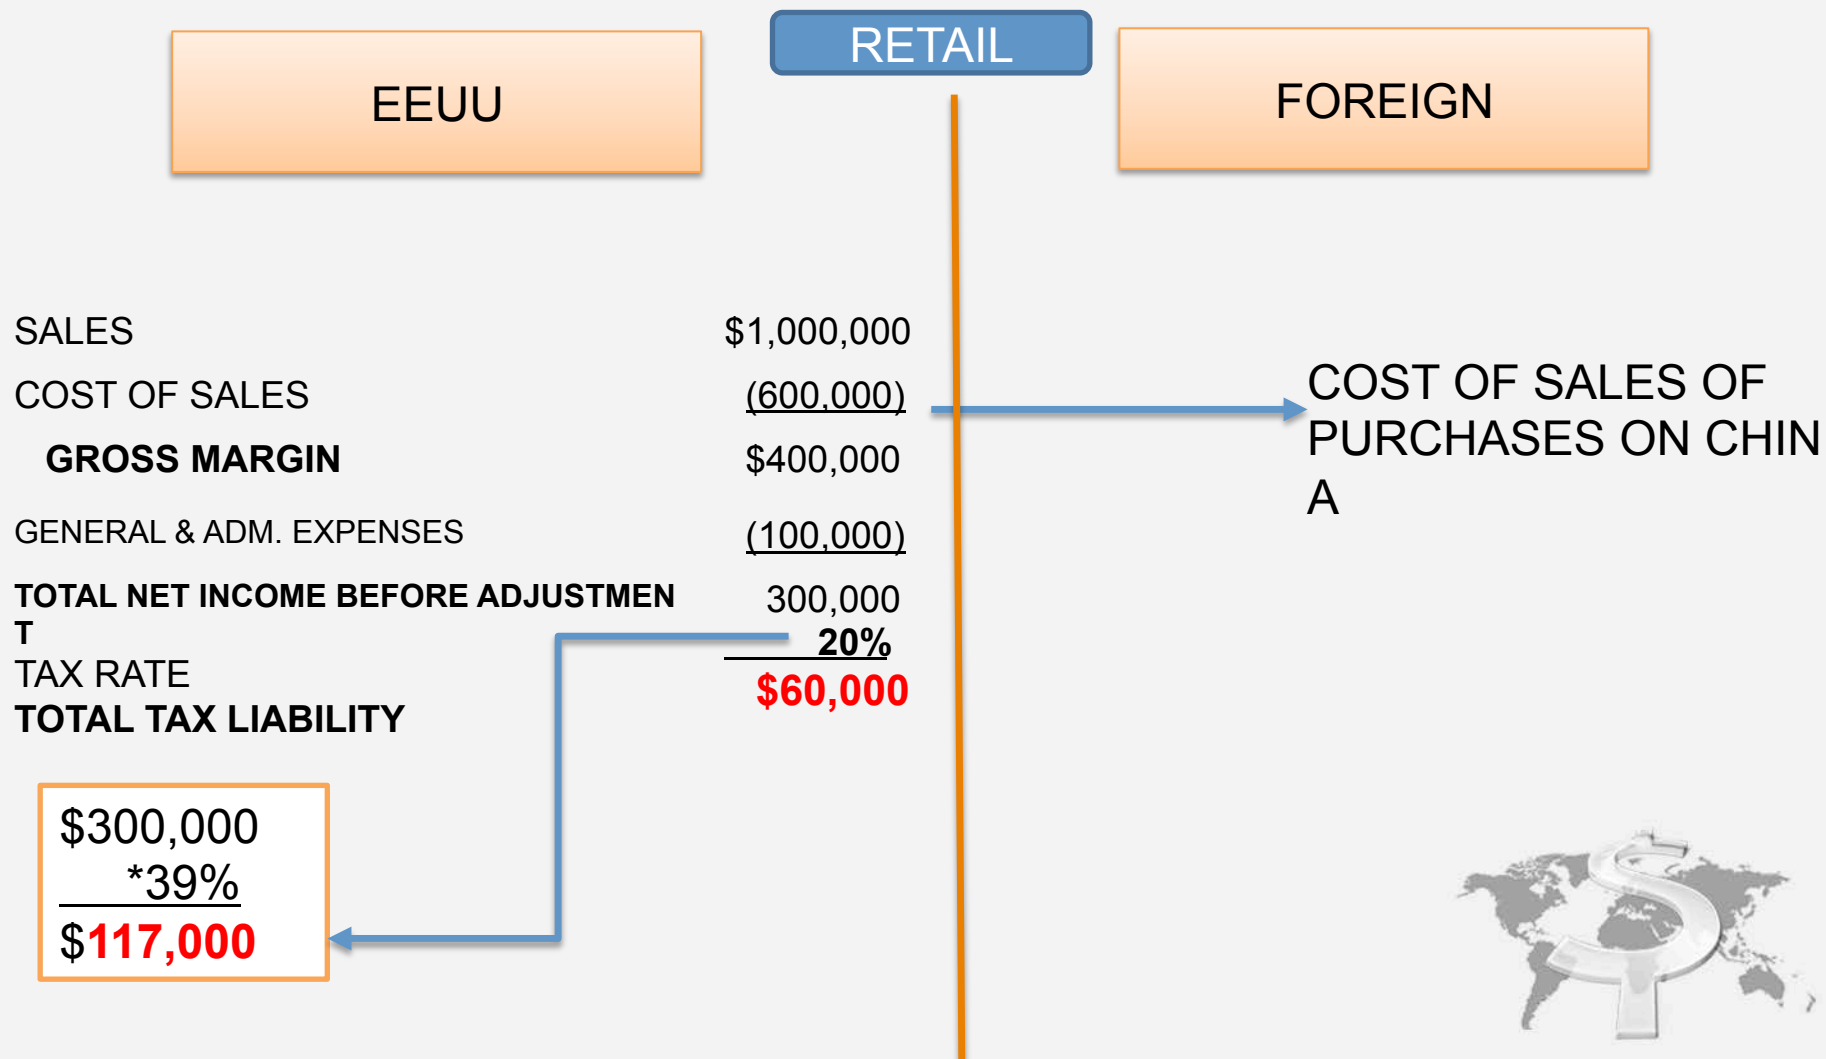 RETAIL
EEUU
FOREIGN
SALES $1,000,000
COST OF SALES (600,000)
GROSS MARGIN $400,000
GENERAL & ADM. EXPENSES (100,000)
TOTAL NET INCOME BEFORE ADJUSTMEN 300,000
T
20%
TAX RATE
$60,000
TOTAL TAX LIABILITY
COST OF SALES OF
PURCHASES ON CHIN
A
$300,000
*39%
$117,000